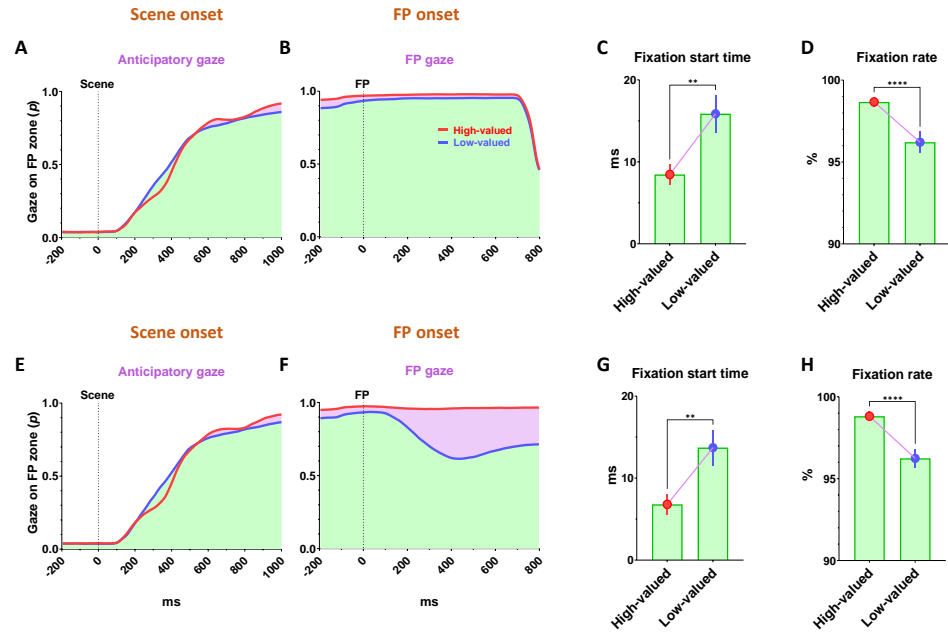 Scene onset
FP onset
A
Anticipatory gaze
B
FP gaze
C
Fixation start time
D
Fixation rate
Scene
FP
Gaze on FP zone (p)
1.0
0.5
0.0
-200
0
200
400
600
800
1000
1.0
0.5
0.0
-200
0
200
400
600
800
High-valued
Low-valued
ms
20
10
0
**
High-valued
Low-valued
%
100
95
90
****
High-valued
Low-valued
Scene onset
FP onset
E
Anticipatory gaze
F
FP gaze
G
Fixation start time
H
Fixation rate
Scene
FP
Gaze on FP zone (p)
1.0
0.5
0.0
-200
0
200
400
600
800
1000
ms
1.0
0.5
0.0
-200
0
200
400
600
800
ms
ms
20
10
0
**
High-valued
Low-valued
%
100
95
90
****
High-valued
Low-valued